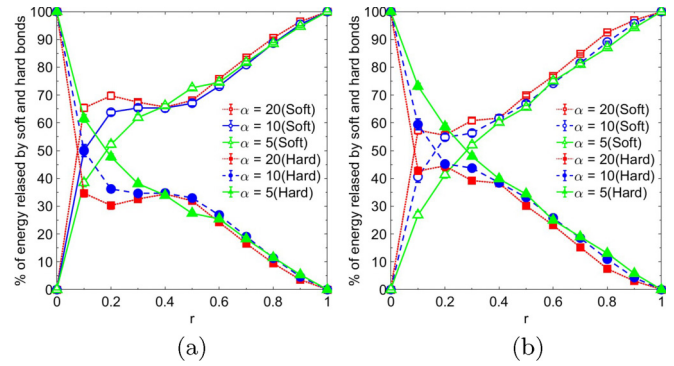 % of energy relased by soft and hard bonds
100
90
80
70
60
50
40
30
20
10
0
α = 20(Soft)
α = 10(Soft)
α = 5(Soft)
α = 20(Hard)
α = 10(Hard)
α = 5(Hard)
0 0.2 0.4 0.6 0.8 1
r
(a)
% of energy relased by soft and hard bonds
100
90
80
70
60
50
40
30
20
10
0
α = 20(Soft)
α = 10(Soft)
α = 5(Soft)
α = 20(Hard)
α = 10(Hard)
α = 5(Hard)
0 0.2 0.4 0.6 0.8 1
r
(b)